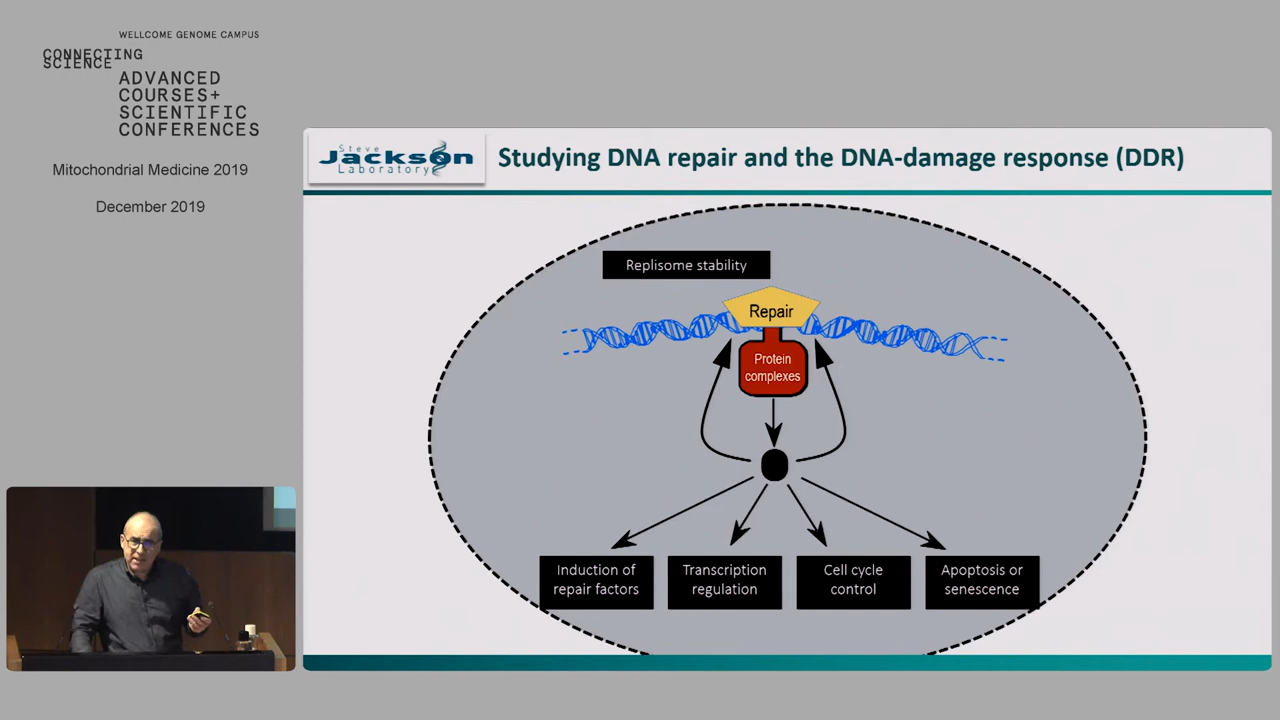 WELLCOME GENOME CAMPUS
CONNECTING
SCIENCE
ADVANCED
COURSES+
SCIENTIFIC
CONFERENCES
Mitochondrial Medicine 2019
December 2019
Steve
Jackson
Laboratory
Studying DNA repair and the DNA-damage response (DDR)
Replisome stability
Repair
Protein
complexes
Induction of
repair factors
Transcription
regulation
Cell cycle
control
Apoptosis or
senescence